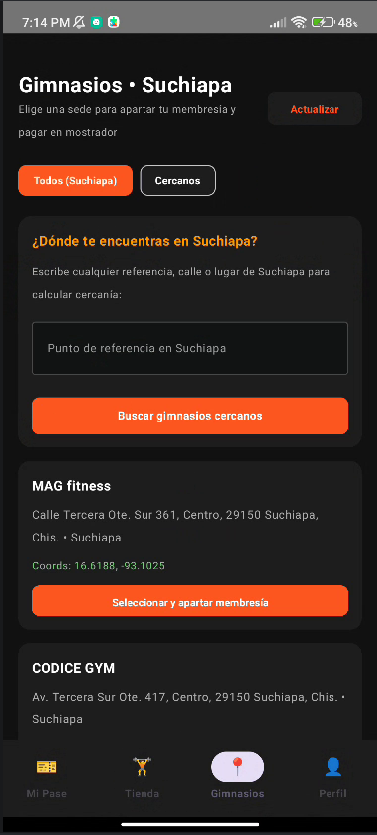 7:14 PM 48%
Gimnasios • Suchiapa
Elige una sede para apartar tu membresía y
pagar en mostrador
Actualizar
Todos (Suchiapa)
Cercanos
¿Dónde te encuentras en Suchiapa?
Escribe cualquier referencia, calle o lugar de Suchiapa para
calcular cercanía:
Punto de referencia en Suchiapa
Buscar gimnasios cercanos
MAG fitness
Calle Tercera Ote. Sur 361, Centro, 29150 Suchiapa,
Chis. • Suchiapa
Coords: 16.6188, -93.1025
Seleccionar y apartar membresía
CODICE GYM
Av. Tercera Sur Ote. 417, Centro, 29150 Suchiapa, Chis. •
Suchiapa
Mi Pase
Tienda
Gimnasios
Perfil